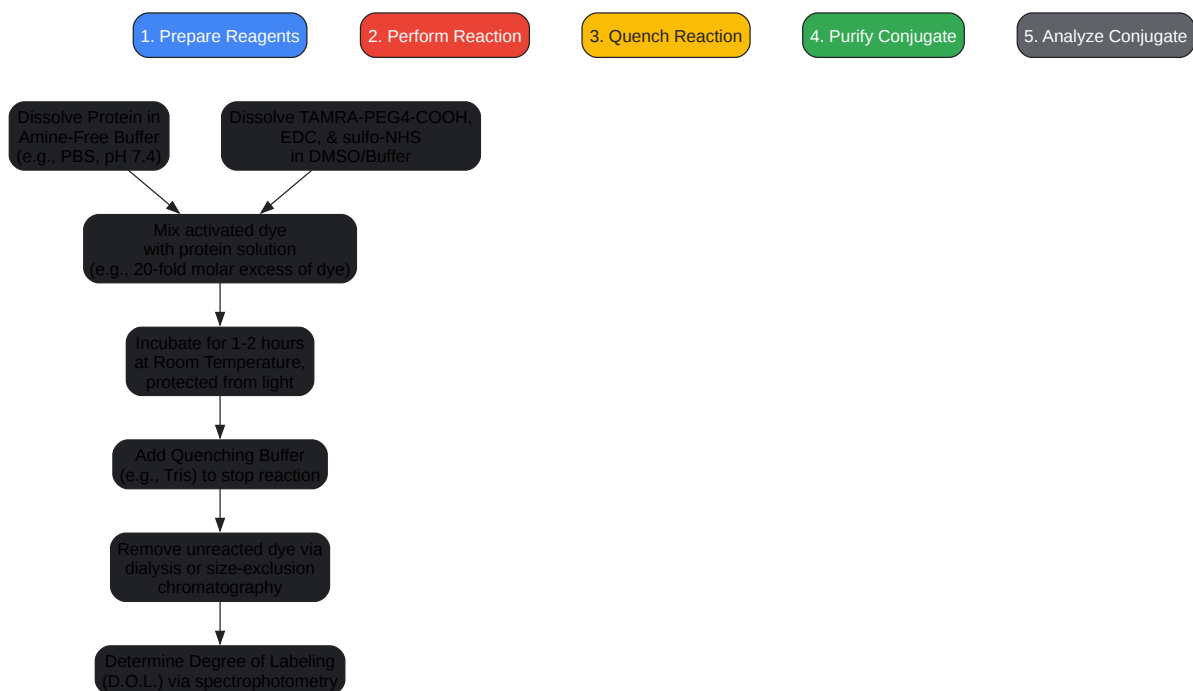 1. Prepare Reagents
2. Perform Reaction
3. Quench Reaction
4. Purify Conjugate
5. Analyze Conjugate
Dissolve Protein in
Amine-Free Buffer
(e.g., PBS, pH 7.4)
Dissolve TAMRA-PEG4-COOH,
EDC, & sulfo-NHS
in DMSO/Buffer
Mix activated dye
with protein solution
(e.g., 20-fold molar excess of dye)
Incubate for 1-2 hours
at Room Temperature,
protected from light
Add Quenching Buffer
(e.g., Tris) to stop reaction
Remove unreacted dye via
dialysis or size-exclusion
chromatography
Determine Degree of Labeling
(D.O.L.) via spectrophotometry